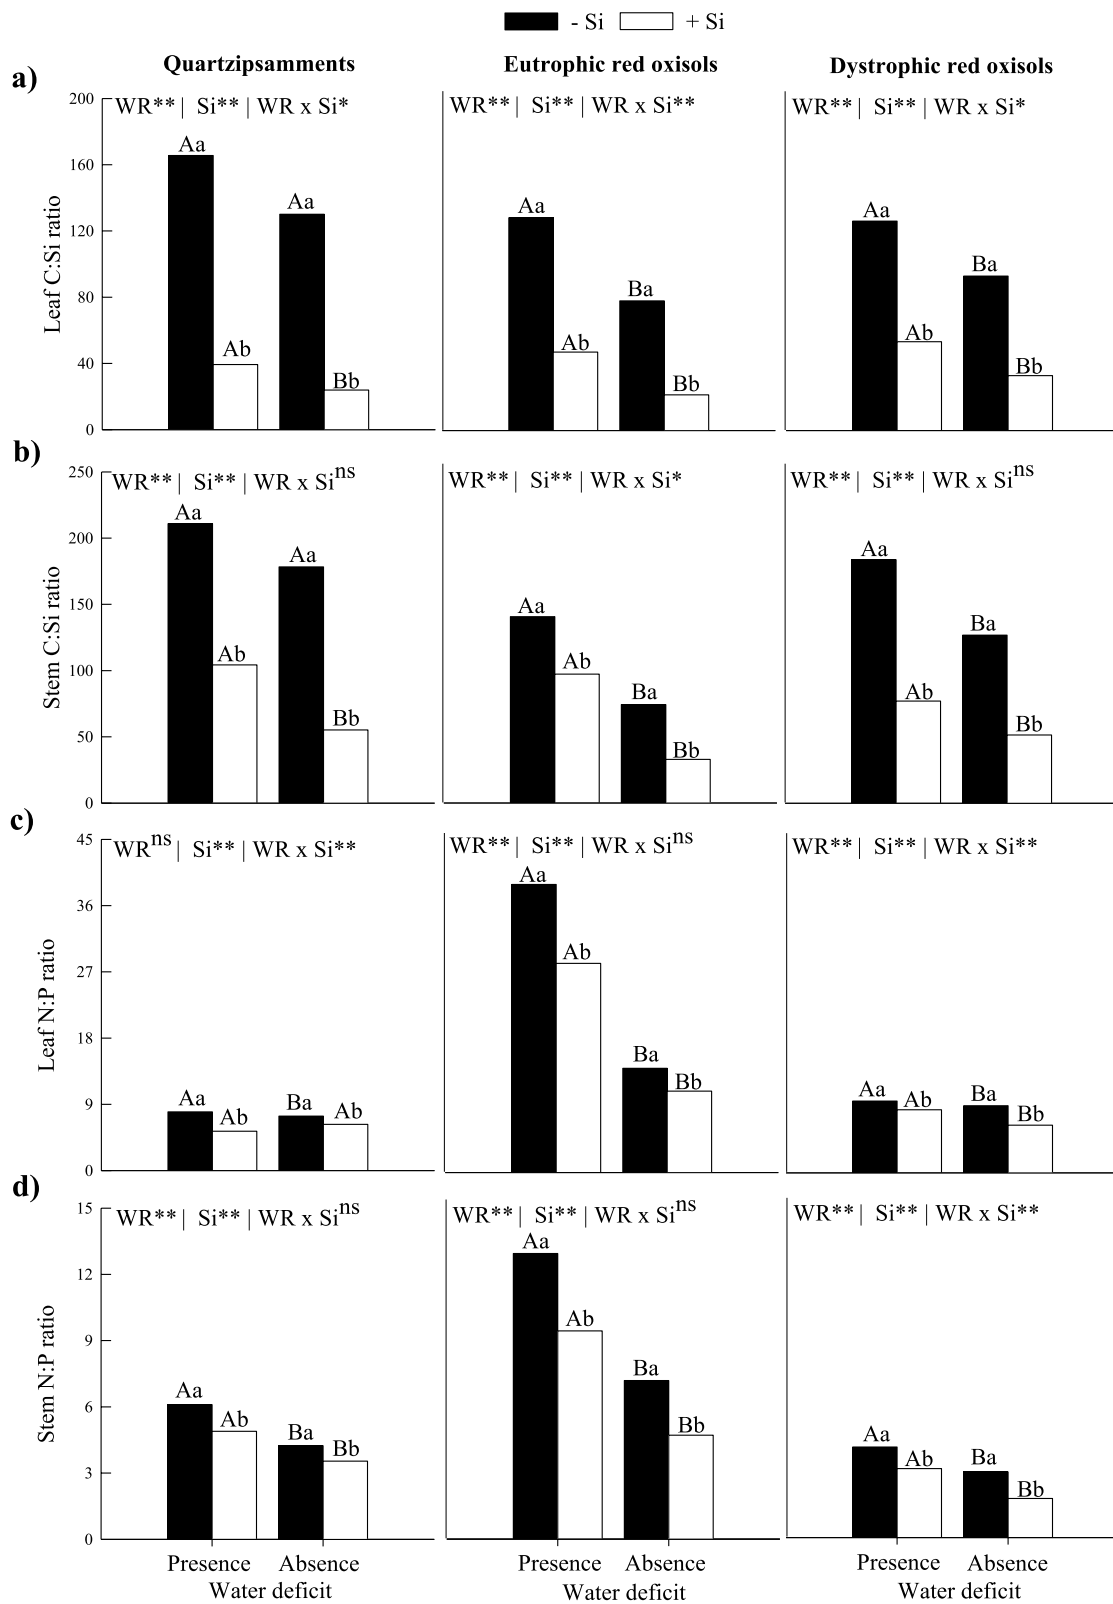 - Si + Si
Quartzipsamments Eutrophic red oxisols Dystrophic red oxisols
a)
200
160
120
80
40
0
Leaf C:Si ratio
WR** | Si** | WR x Si*
Aa
Ab
Aa
Bb
WR** | Si** | WR x Si**
Aa
Ab
Ba
Bb
WR** | Si** | WR x Si*
Aa
Ab
Ba
Bb
b)
250
200
150
100
50
0
Stem C:Si ratio
WR** | Si** | WR x Si^ns
Aa
Ab
Aa
Bb
WR** | Si** | WR x Si*
Aa
Ab
Ba
Bb
WR** | Si** | WR x Si^ns
Aa
Ab
Ba
Bb
c)
45
36
27
18
9
0
Leaf N:P ratio
WR^ns | Si** | WR x Si**
Aa
Ab
Ba
Ab
WR** | Si** | WR x Si^ns
Aa
Ab
Ba
Bb
WR** | Si** | WR x Si**
Aa
Ab
Ba
Bb
d)
15
12
9
6
3
0
Stem N:P ratio
WR** | Si** | WR x Si^ns
Aa
Ab
Ba
Bb
WR** | Si** | WR x Si^ns
Aa
Ab
Ba
Bb
WR** | Si** | WR x Si**
Aa
Ab
Ba
Bb
Presence Absence Presence Absence Presence Absence
Water deficit Water deficit Water deficit